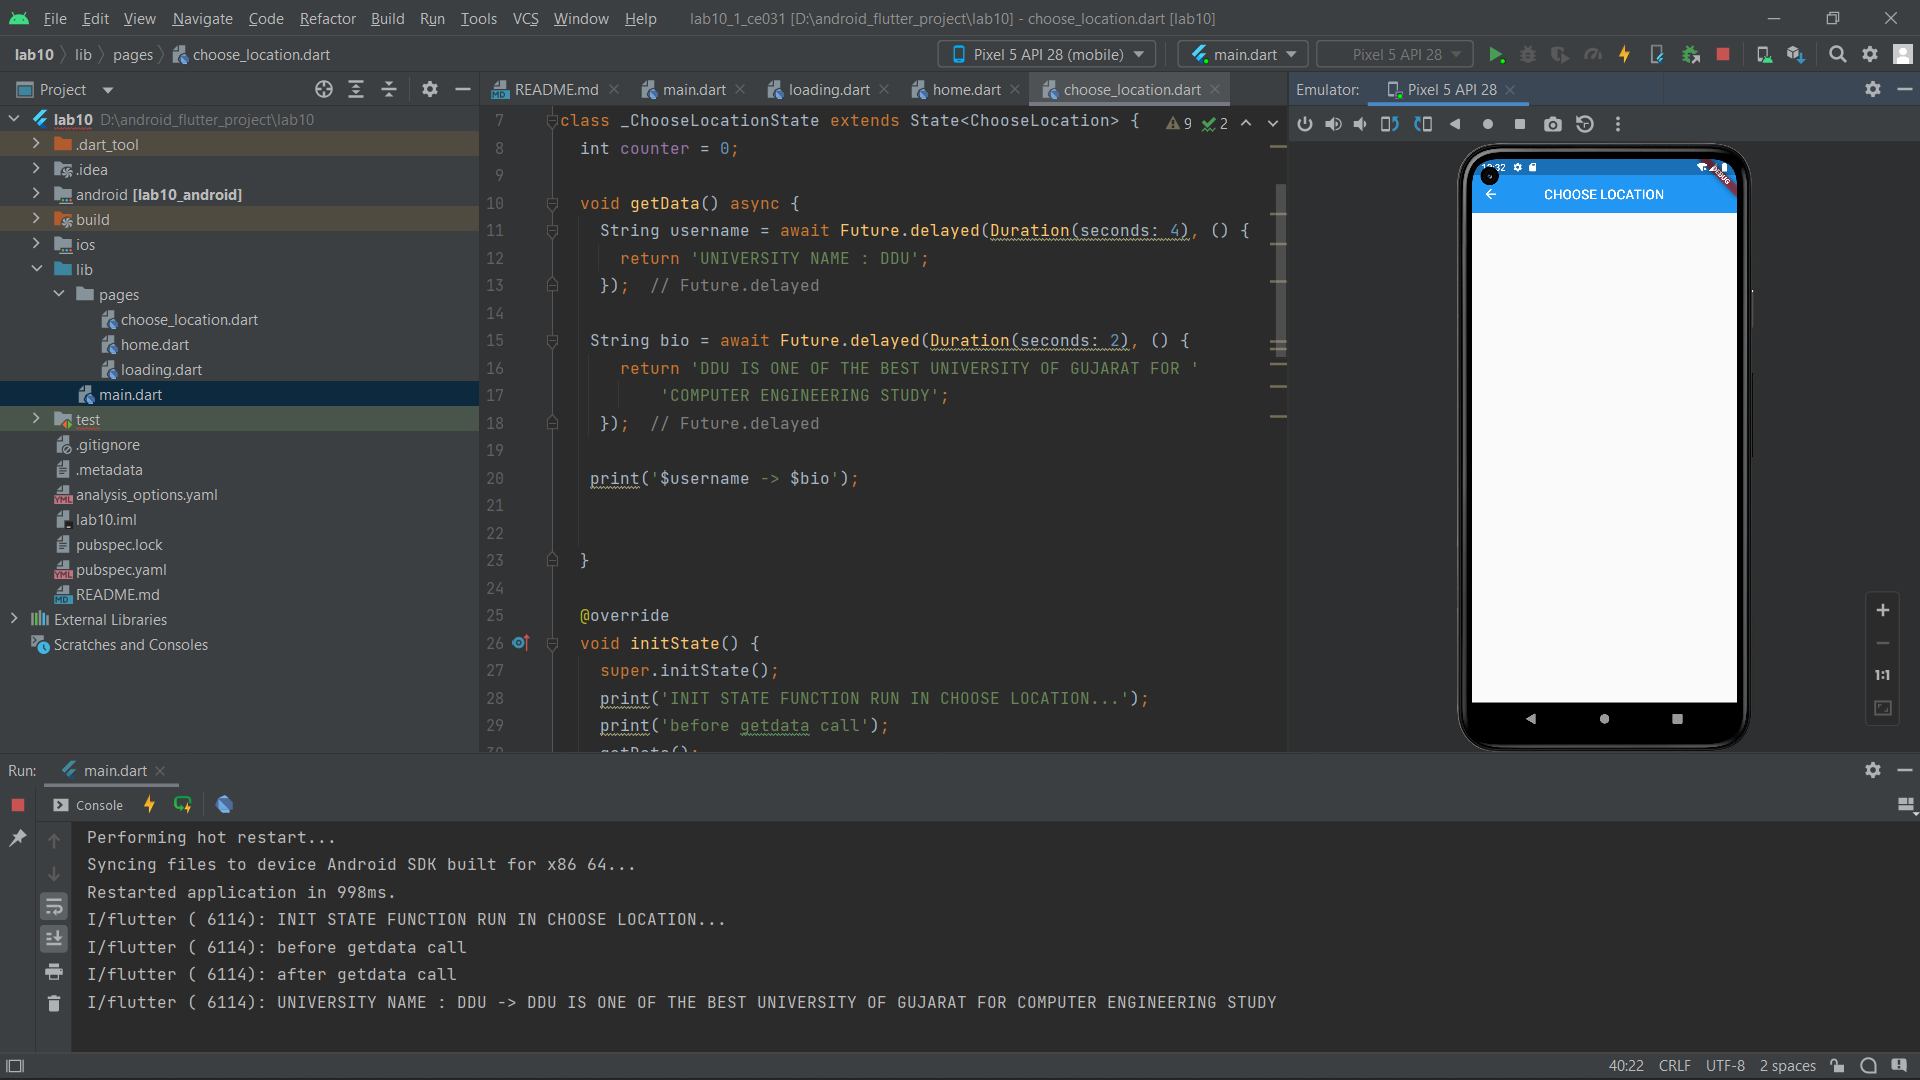 File Edit View Navigate Code Refactor Build Run Tools VCS Window Help lab10_1_ce031 [D:\android_flutter_project\lab10] - choose_location.dart [lab10]
lab10 lib pages choose_location.dart Pixel 5 API 28 (mobile) main.dart Pixel 5 API 28
Project README.md main.dart loading.dart home.dart choose_location.dart Emulator: Pixel 5 API 28
lab10 D:\android_flutter_project\lab10
.dart_tool
.idea
android [lab10_android]
build
ios
lib
pages
choose_location.dart
home.dart
loading.dart
main.dart
test
.gitignore
.metadata
analysis_options.yaml
lab10.iml
pubspec.lock
pubspec.yaml
README.md
External Libraries
Scratches and Consoles
7 class _ChooseLocationState extends State<ChooseLocation> { 9 2
8 int counter = 0;
9
10 void getData() async {
11 String username = await Future.delayed(Duration(seconds: 4), () {
12 return 'UNIVERSITY NAME : DDU';
13 }); // Future.delayed
14
15 String bio = await Future.delayed(Duration(seconds: 2), () {
16 return 'DDU IS ONE OF THE BEST UNIVERSITY OF GUJARAT FOR '
17 'COMPUTER ENGINEERING STUDY';
18 }); // Future.delayed
19
20 print('$username -> $bio');
21
22
23 }
24
25 @override
26 void initState() {
27 super.initState();
28 print('INIT STATE FUNCTION RUN IN CHOOSE LOCATION...');
29 print('before getdata call');
30 getData();
DEBUG
CHOOSE LOCATION
1:1
Run: main.dart
Console
Performing hot restart...
Syncing files to device Android SDK built for x86 64...
Restarted application in 998ms.
I/flutter ( 6114): INIT STATE FUNCTION RUN IN CHOOSE LOCATION...
I/flutter ( 6114): before getdata call
I/flutter ( 6114): after getdata call
I/flutter ( 6114): UNIVERSITY NAME : DDU -> DDU IS ONE OF THE BEST UNIVERSITY OF GUJARAT FOR COMPUTER ENGINEERING STUDY
40:22 CRLF UTF-8 2 spaces